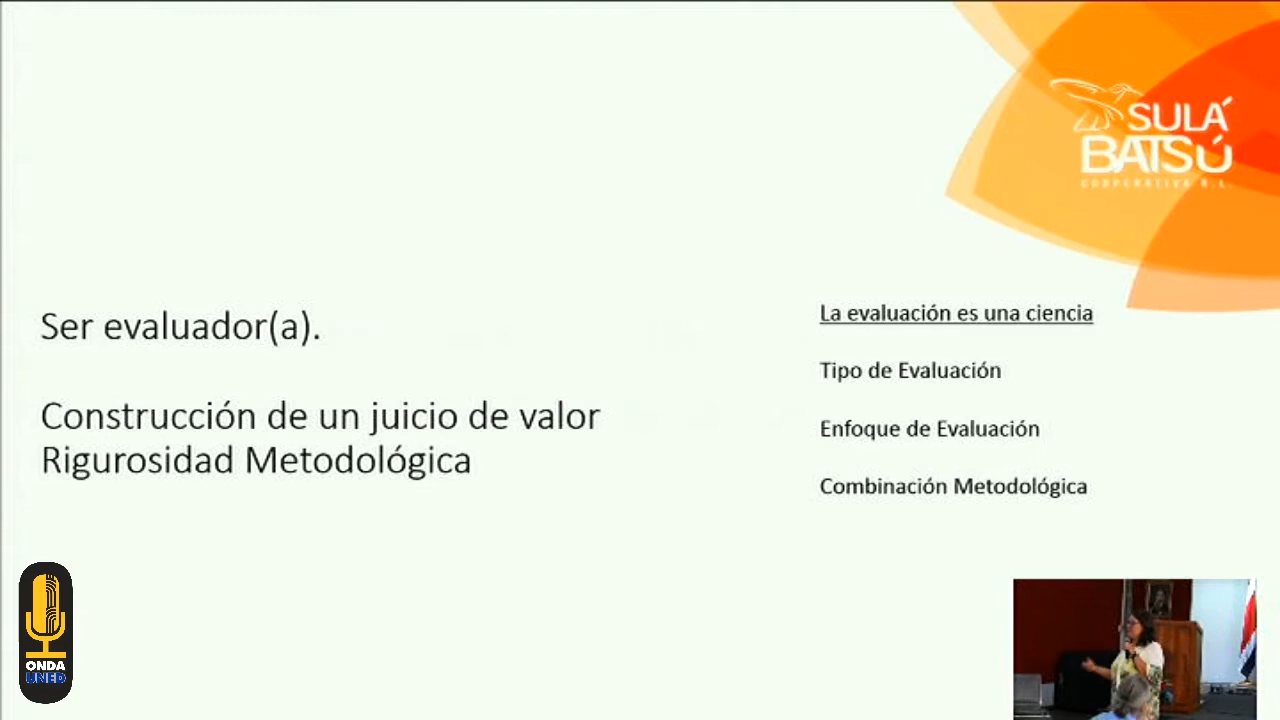 SULÁ
BATSÚ
COOPERATIVA R.L.
Ser evaluador(a).
Construcción de un juicio de valor
Rigurosidad Metodológica
La evaluación es una ciencia
Tipo de Evaluación
Enfoque de Evaluación
Combinación Metodológica
ONDA
UNED